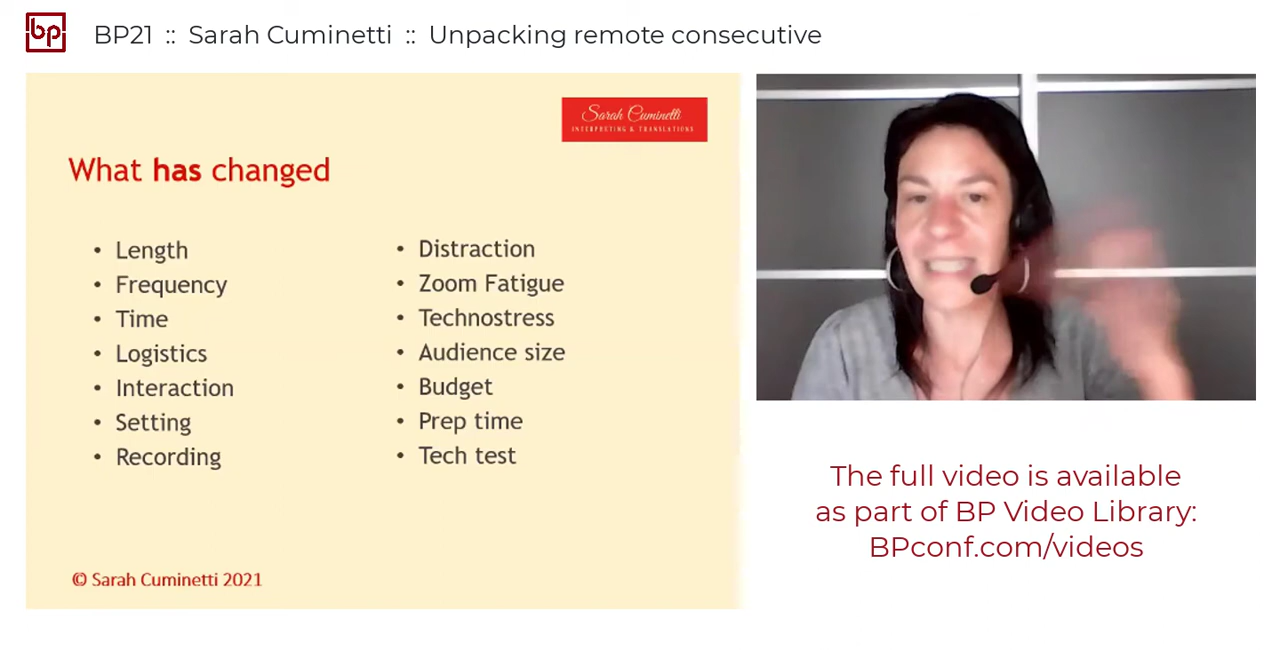 bp
BP21 :: Sarah Cuminetti :: Unpacking remote consecutive
Sarah Cuminetti
INTERPRETING & TRANSLATIONS
What has changed
• Length
• Frequency
• Time
• Logistics
• Interaction
• Setting
• Recording
• Distraction
• Zoom Fatigue
• Technostress
• Audience size
• Budget
• Prep time
• Tech test
© Sarah Cuminetti 2021
The full video is available
as part of BP Video Library:
BPconf.com/videos